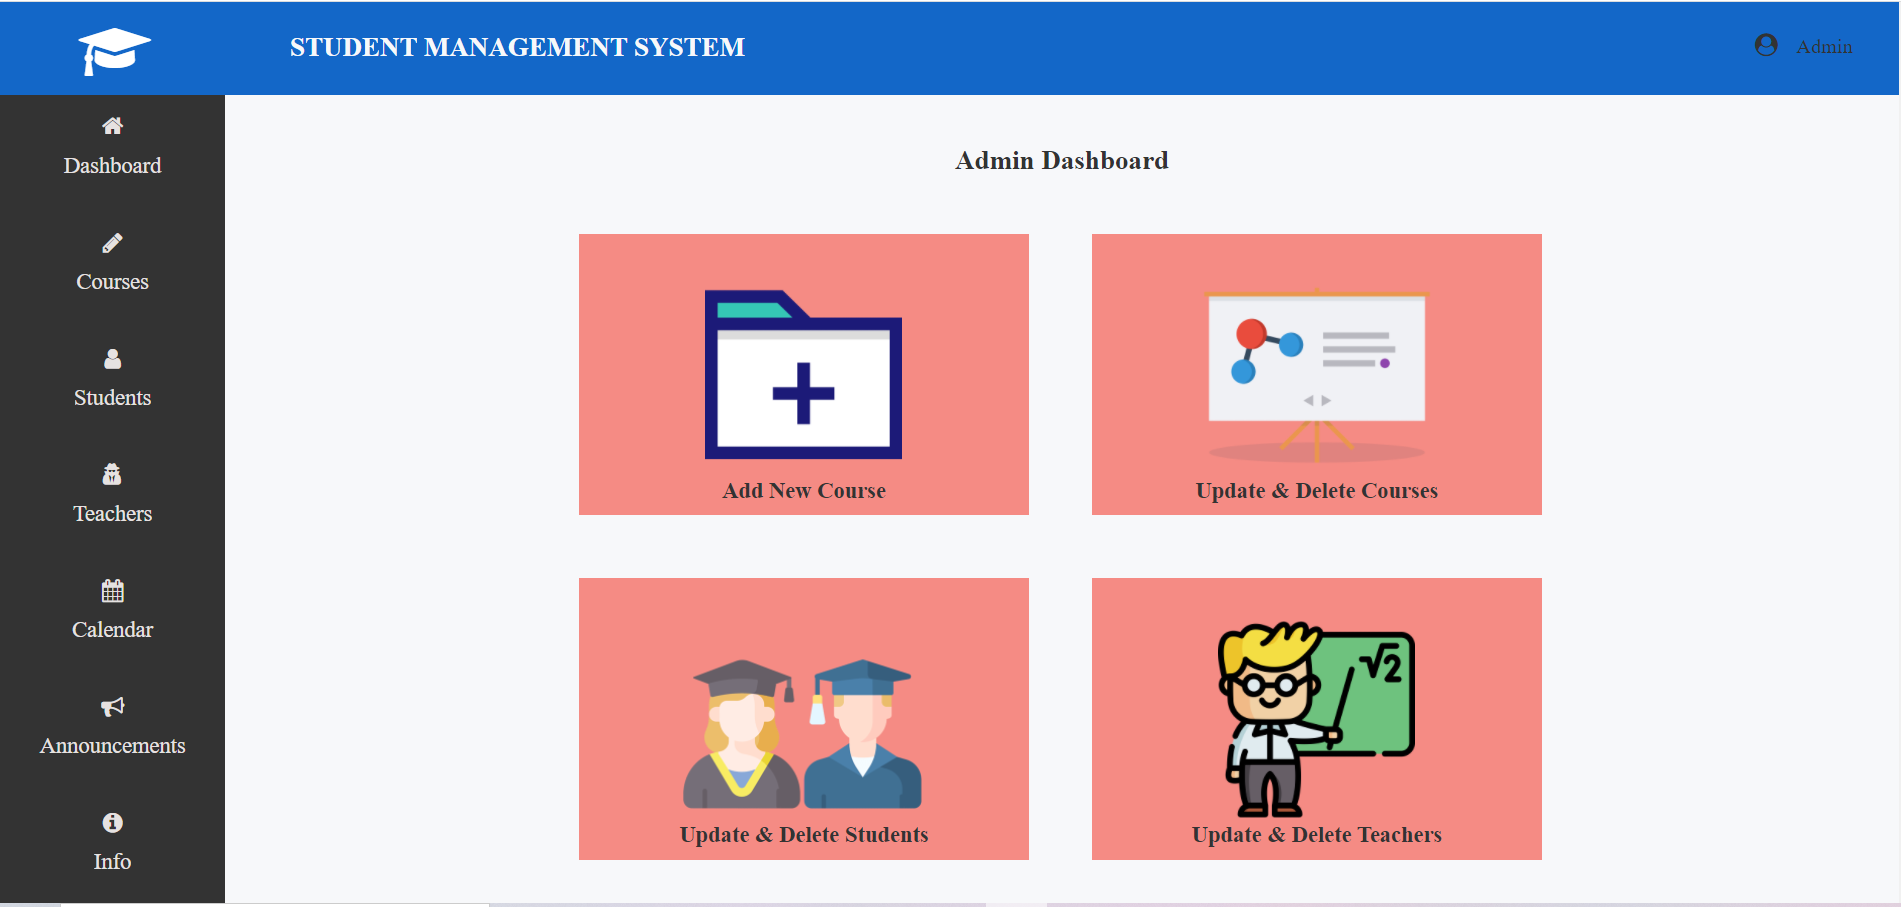 STUDENT MANAGEMENT SYSTEM
Admin
Dashboard
Courses
Students
Teachers
Calendar
Announcements
Info
Admin Dashboard
Add New Course
Update & Delete Courses
Update & Delete Students
√2
Update & Delete Teachers